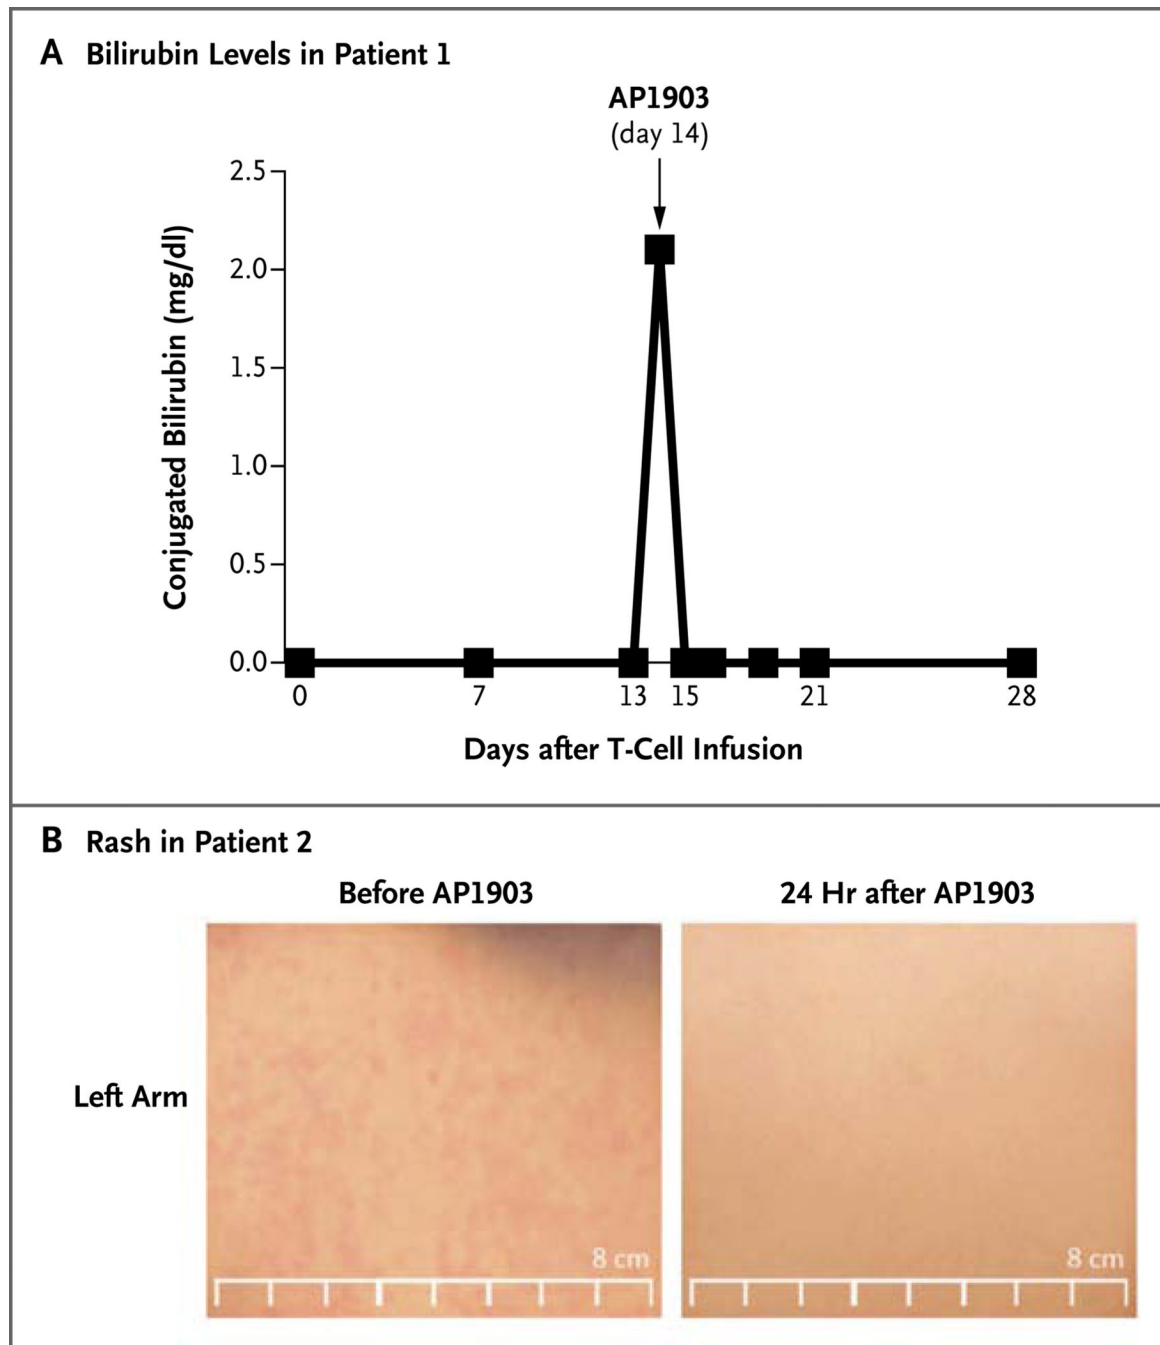 A Bilirubin Levels in Patient 1
AP1903
(day 14)
2.5
2.0
1.5
1.0
0.5
0.0
Conjugated Bilirubin (mg/dl)
0 7 13 15 21 28
Days after T-Cell Infusion
B Rash in Patient 2
Before AP1903 24 Hr after AP1903
Left Arm
8 cm 8 cm